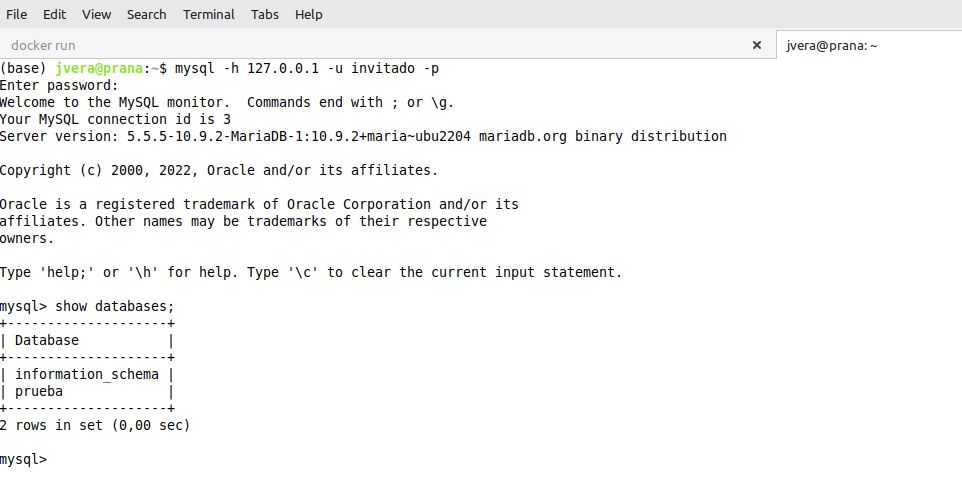 File Edit View Search Terminal Tabs Help
docker run × jvera@prana: ~
(base) jvera@prana:~$ mysql -h 127.0.0.1 -u invitado -p
Enter password:
Welcome to the MySQL monitor.  Commands end with ; or \g.
Your MySQL connection id is 3
Server version: 5.5.5-10.9.2-MariaDB-1:10.9.2+maria~ubu2204 mariadb.org binary distribution

Copyright (c) 2000, 2022, Oracle and/or its affiliates.

Oracle is a registered trademark of Oracle Corporation and/or its
affiliates. Other names may be trademarks of their respective
owners.

Type 'help;' or '\h' for help. Type '\c' to clear the current input statement.

mysql> show databases;
+--------------------+
| Database           |
+--------------------+
| information_schema |
| prueba             |
+--------------------+
2 rows in set (0,00 sec)

mysql>